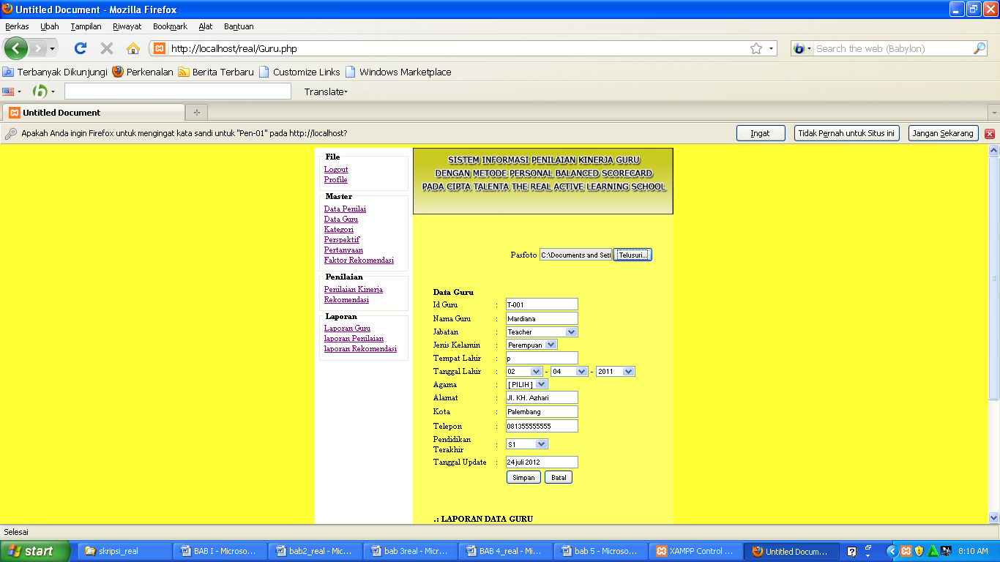 Untitled Document - Mozilla Firefox
Berkas Ubah Tampilan Riwayat Bookmark Alat Bantuan
http://localhost/real/Guru.php
Search the web (Babylon)
Terbanyak Dikunjungi Perkenalan Berita Terbaru Customize Links Windows Marketplace
Translate
Untitled Document
Apakah Anda ingin Firefox untuk mengingat kata sandi untuk "Pen-01" pada http://localhost?
Ingat Tidak Pernah untuk Situs ini Jangan Sekarang
File
Logout
Profile
Master
Data Penilai
Data Guru
Kategori
Perspektif
Pertanyaan
Faktor Rekomendasi
Penilaian
Penilaian Kinerja
Rekomendasi
Laporan
Laporan Guru
laporan Penilaian
laporan Rekomendasi
SISTEM INFORMASI PENILAIAN KINERJA GURU
DENGAN METODE PERSONAL BALANCED SCORECARD
PADA CIPTA TALENTA THE REAL ACTIVE LEARNING SCHOOL
Pasfoto C:\Documents and Seti Telusuri...
Data Guru
Id Guru : T-001
Nama Guru : Mardiana
Jabatan : Teacher
Jenis Kelamin : Perempuan
Tempat Lahir : p
Tanggal Lahir : 02 - 04 - 2011
Agama : [ PILIH ]
Alamat : Jl. KH. Azhari
Kota : Palembang
Telepon : 081355555555
Pendidikan
Terakhir : S1
Tanggal Update : 24 juli 2012
Simpan Batal
.: LAPORAN DATA GURU
Selesai
start skripsi_real BAB I - Microso... bab2_real - Mic... bab 3real - Micr... BAB 4_real - Mi... bab 5 - Microso... XAMPP Control ... Untitled Docum... 8:10 AM